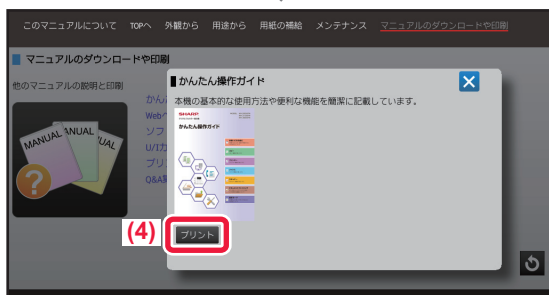 このマニュアルについて TOPへ 外観から 用途から 用紙の補給 メンテナンス マニュアルのダウンロードや印刷
マニュアルのダウンロードや印刷
他のマニュアルの説明と印刷
かんた
Web
ソフ
U/I
プリ
Q&A
MANUAL MANUAL
?
かんたん操作ガイド
本機の基本的な使用方法や便利な機能を簡潔に記載しています。
SHARP
かんたん操作ガイド
(4)
プリント